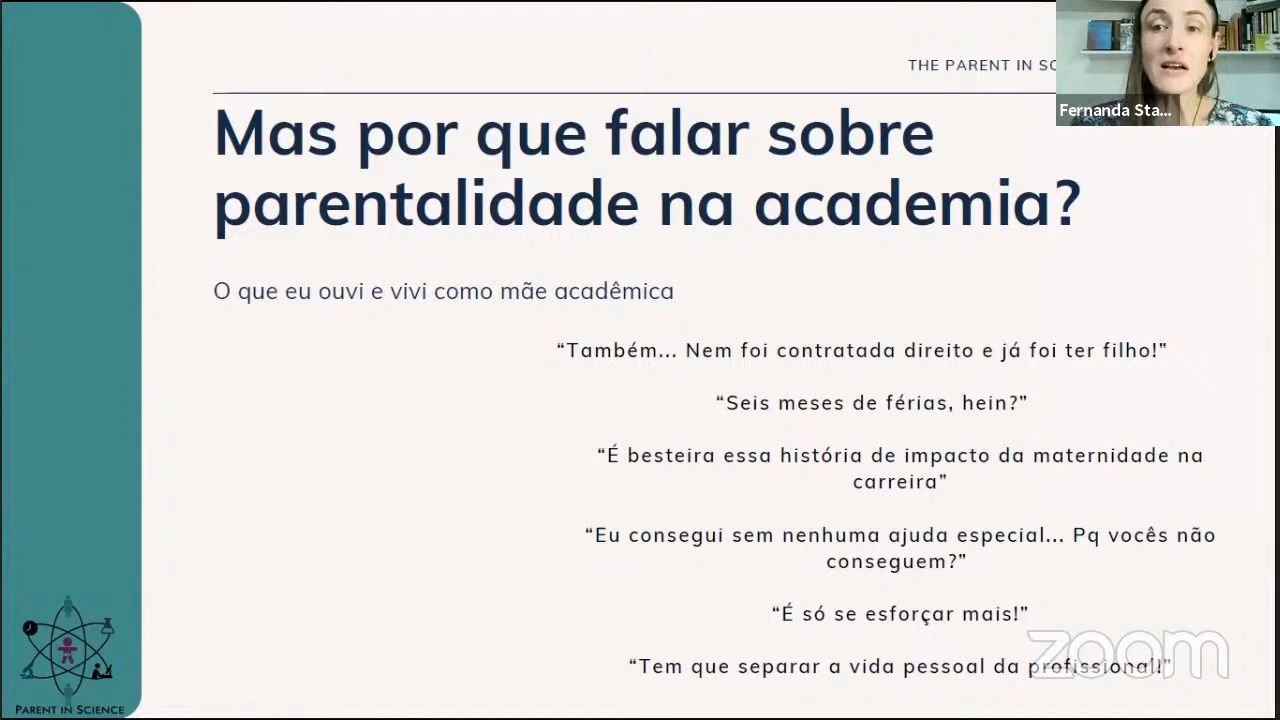 THE PARENT IN SC
Fernanda Sta...
Mas por que falar sobre
parentalidade na academia?
O que eu ouvi e vivi como mãe acadêmica
“Também... Nem foi contratada direito e já foi ter filho!”
“Seis meses de férias, hein?”
“É besteira essa história de impacto da maternidade na
carreira”
“Eu consegui sem nenhuma ajuda especial... Pq vocês não
conseguem?”
“É só se esforçar mais!”
“Tem que separar a vida pessoal da profissional!”
zoom
PARENT IN SCIENCE